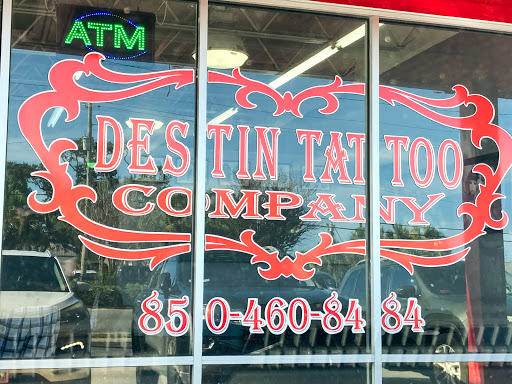 ATM
DESTIN TATTOO
COMPANY
850-460-8484